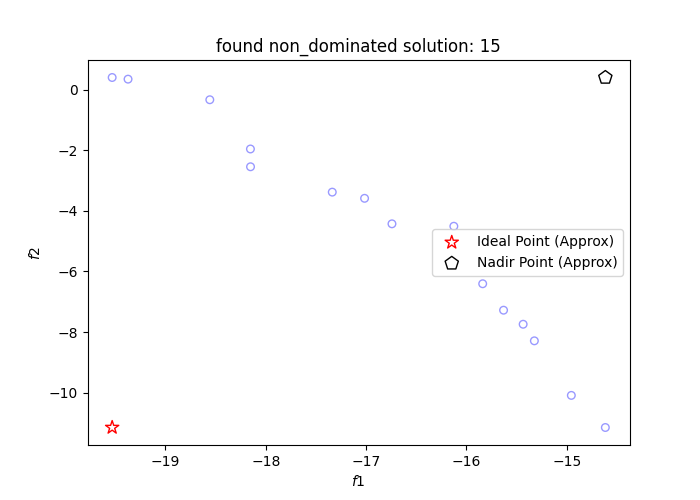 found non_dominated solution: 15
0
−2
−4
−6
−8
−10
f2
Ideal Point (Approx)
Nadir Point (Approx)
−19
−18
−17
−16
−15
f1